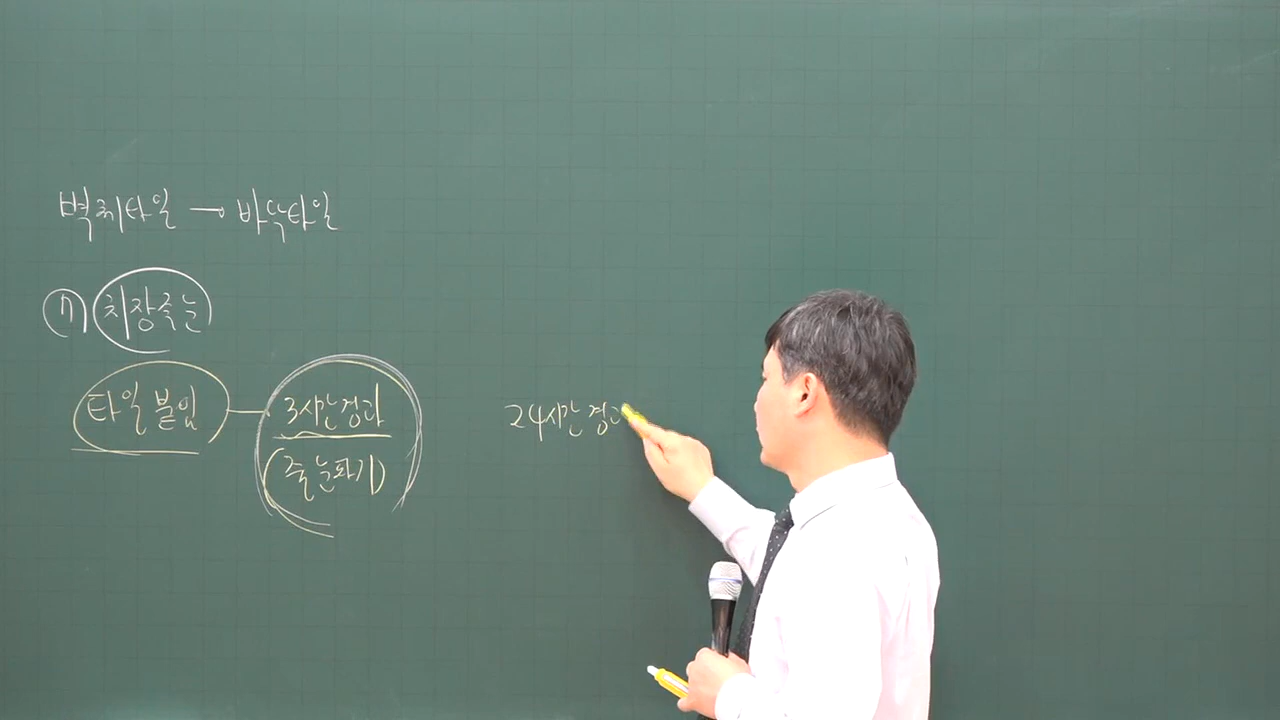 벽체타일 → 바닥타일
⑦ 치장줄눈
타일 붙임 — 3시간경과 24시간 경과
(줄눈파기)